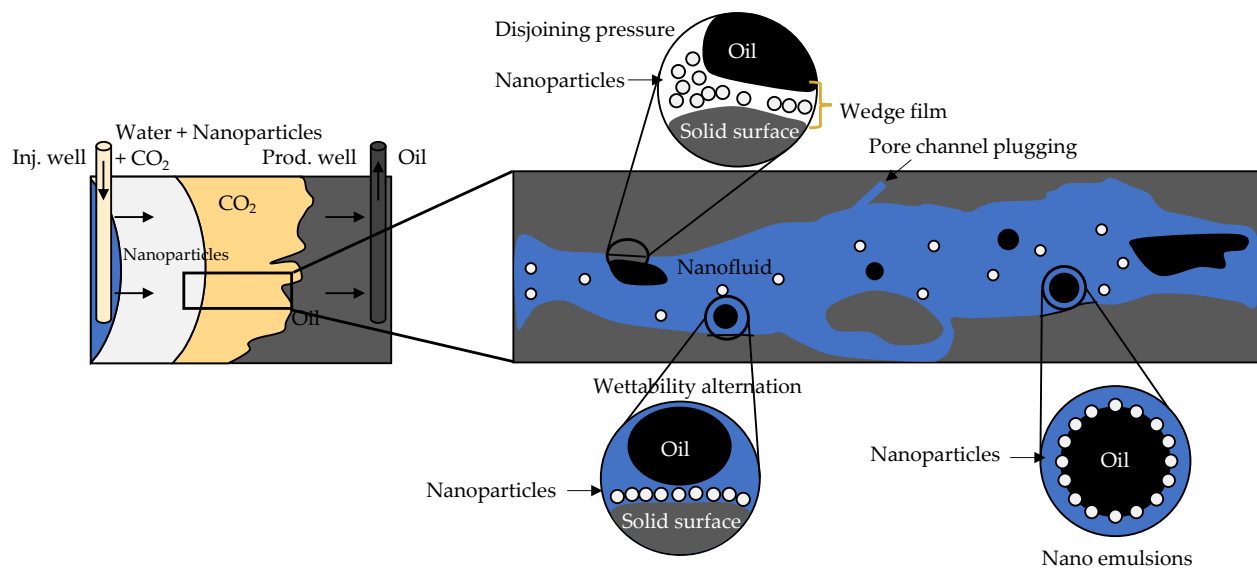 Disjoining pressure
Oil
Nanoparticles
Wedge film
Solid surface
Water + Nanoparticles
Inj. well + CO₂ Prod. well Oil
Pore channel plugging
CO₂
Nanoparticles
Nanofluid
Oil
Wettability alternation
Oil
Nanoparticles
Solid surface
Nanoparticles
Oil
Nano emulsions